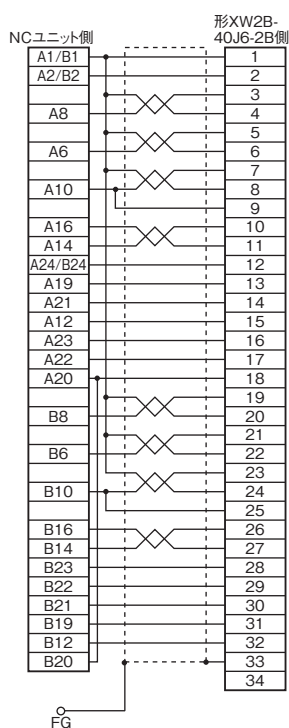 形XW2B-
NCユニット側 40J6-2B側
A1/B1 1
A2/B2 2
3
A8 4
5
A6 6
7
A10 8
9
A16 10
A14 11
A24/B24 12
A19 13
A21 14
A12 15
A23 16
A22 17
A20 18
19
B8 20
21
B6 22
23
B10 24
25
B16 26
B14 27
B23 28
B22 29
B21 30
B19 31
B12 32
B20 33
34
FG